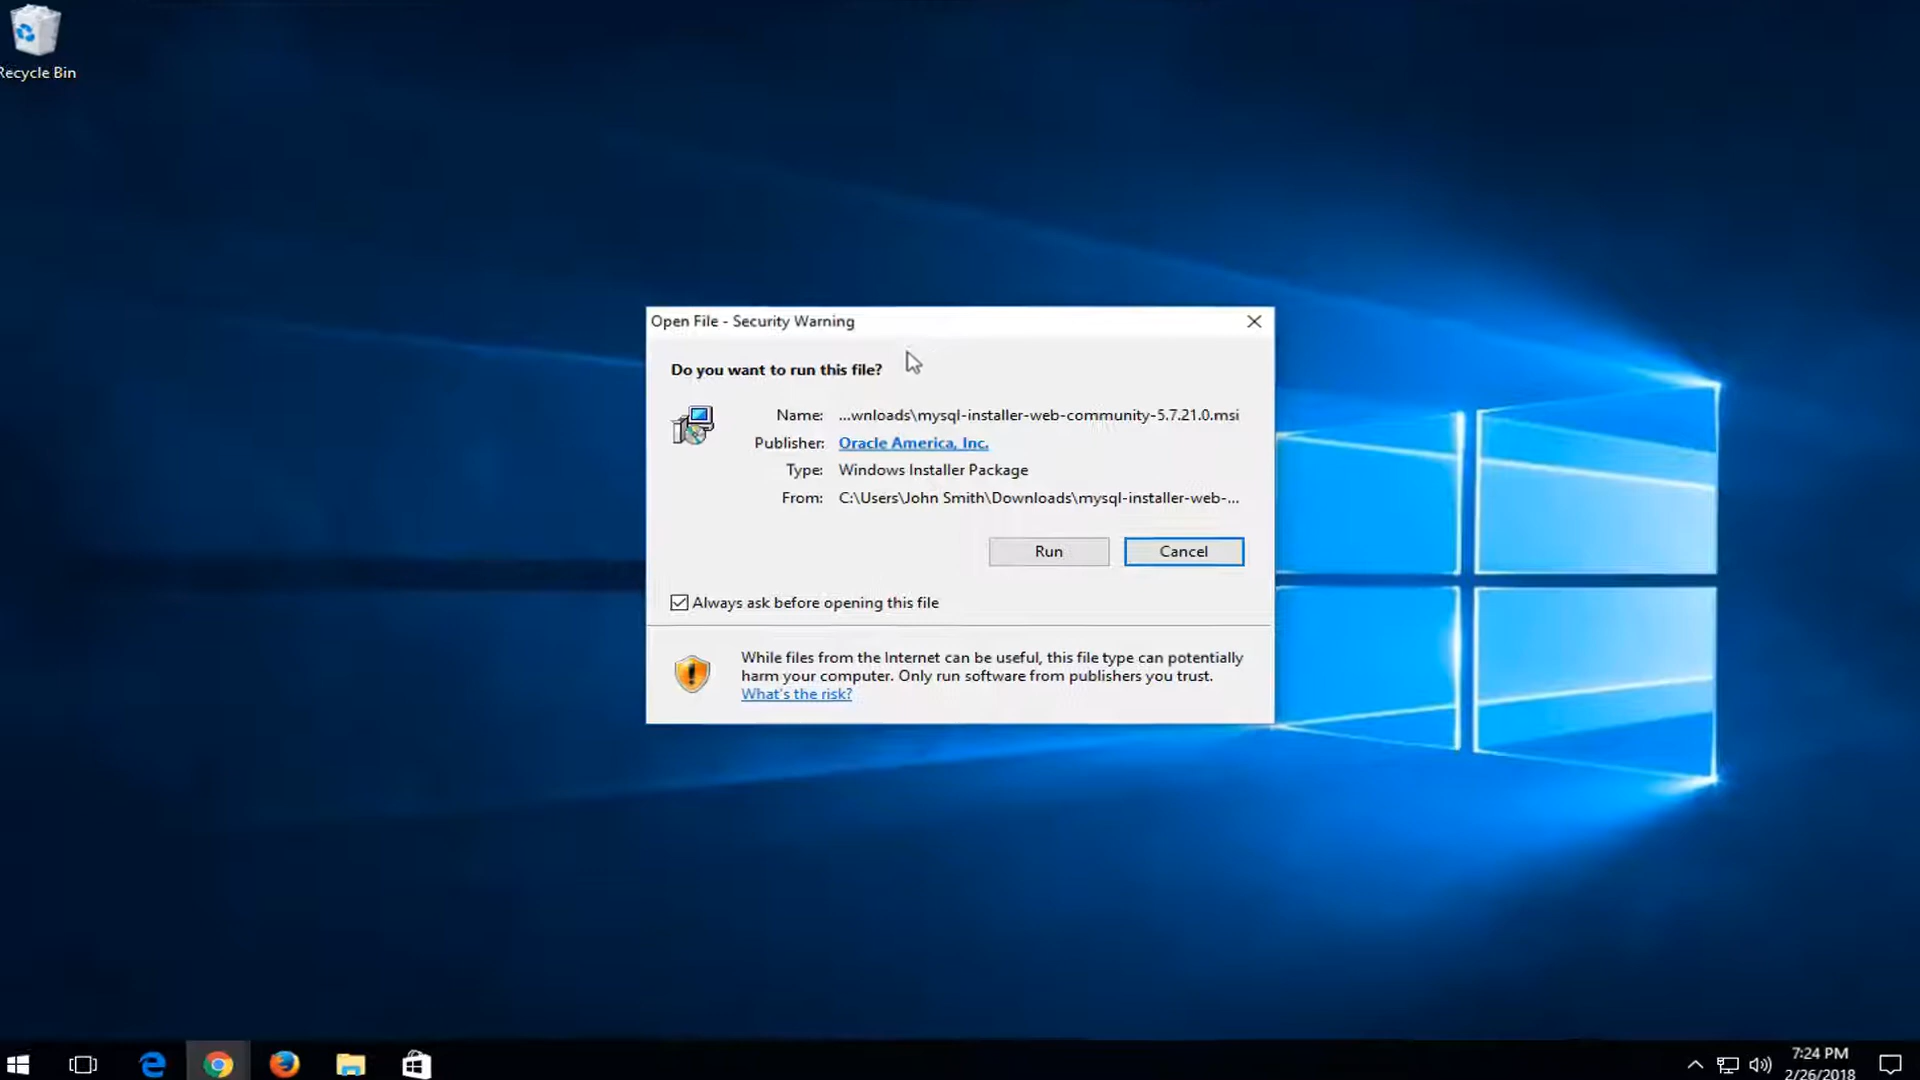 Recycle Bin
Open File - Security Warning
Do you want to run this file?
Name: ...wnloads\mysql-installer-web-community-5.7.21.0.msi
Publisher: Oracle America, Inc.
Type: Windows Installer Package
From: C:\Users\John Smith\Downloads\mysql-installer-web-...
Run Cancel
Always ask before opening this file
While files from the Internet can be useful, this file type can potentially
harm your computer. Only run software from publishers you trust.
What's the risk?
7:24 PM
2/26/2018